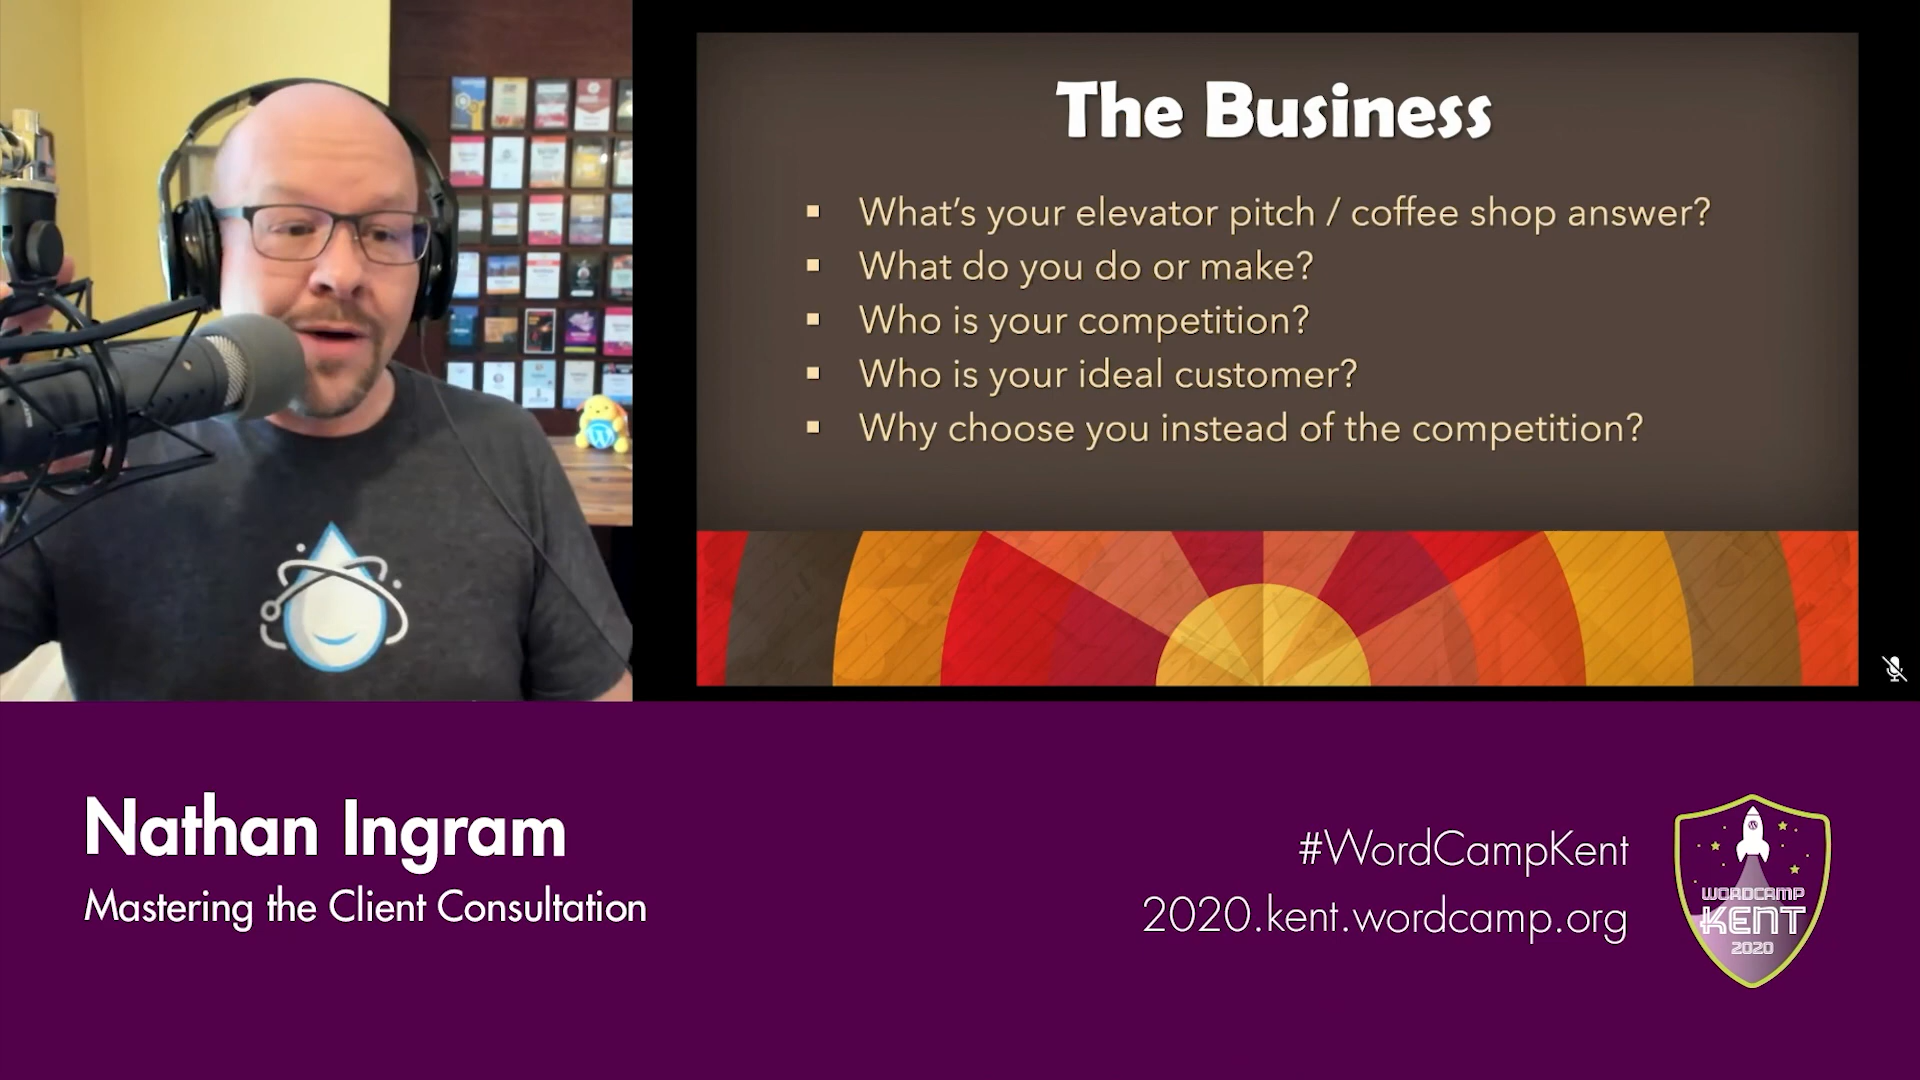 The Business
What's your elevator pitch / coffee shop answer?
What do you do or make?
Who is your competition?
Who is your ideal customer?
Why choose you instead of the competition?
Nathan Ingram
Mastering the Client Consultation
#WordCampKent
2020.kent.wordcamp.org
WORDCAMP
KENT
2020